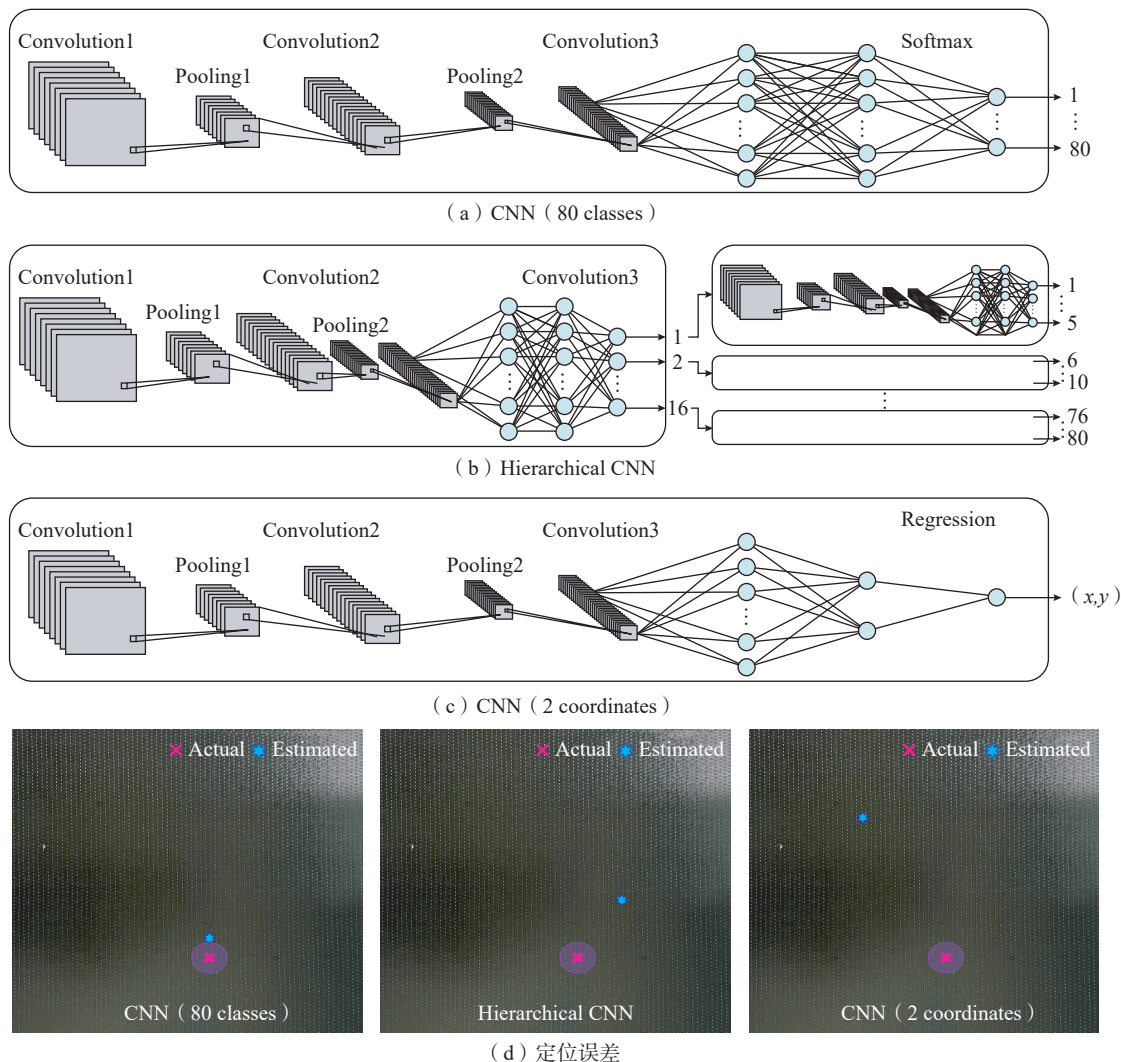 Convolution1
Convolution2
Convolution3
Softmax
Pooling1
Pooling2
1
80
(a) CNN (80 classes)
Convolution1
Convolution2
Convolution3
Pooling1
Pooling2
1
2
16
1
5
6
10
76
80
(b) Hierarchical CNN
Convolution1
Convolution2
Convolution3
Regression
Pooling1
Pooling2
(x,y)
(c) CNN (2 coordinates)
Actual Estimated
CNN (80 classes)
Actual Estimated
Hierarchical CNN
Actual Estimated
CNN (2 coordinates)
(d) 定位误差